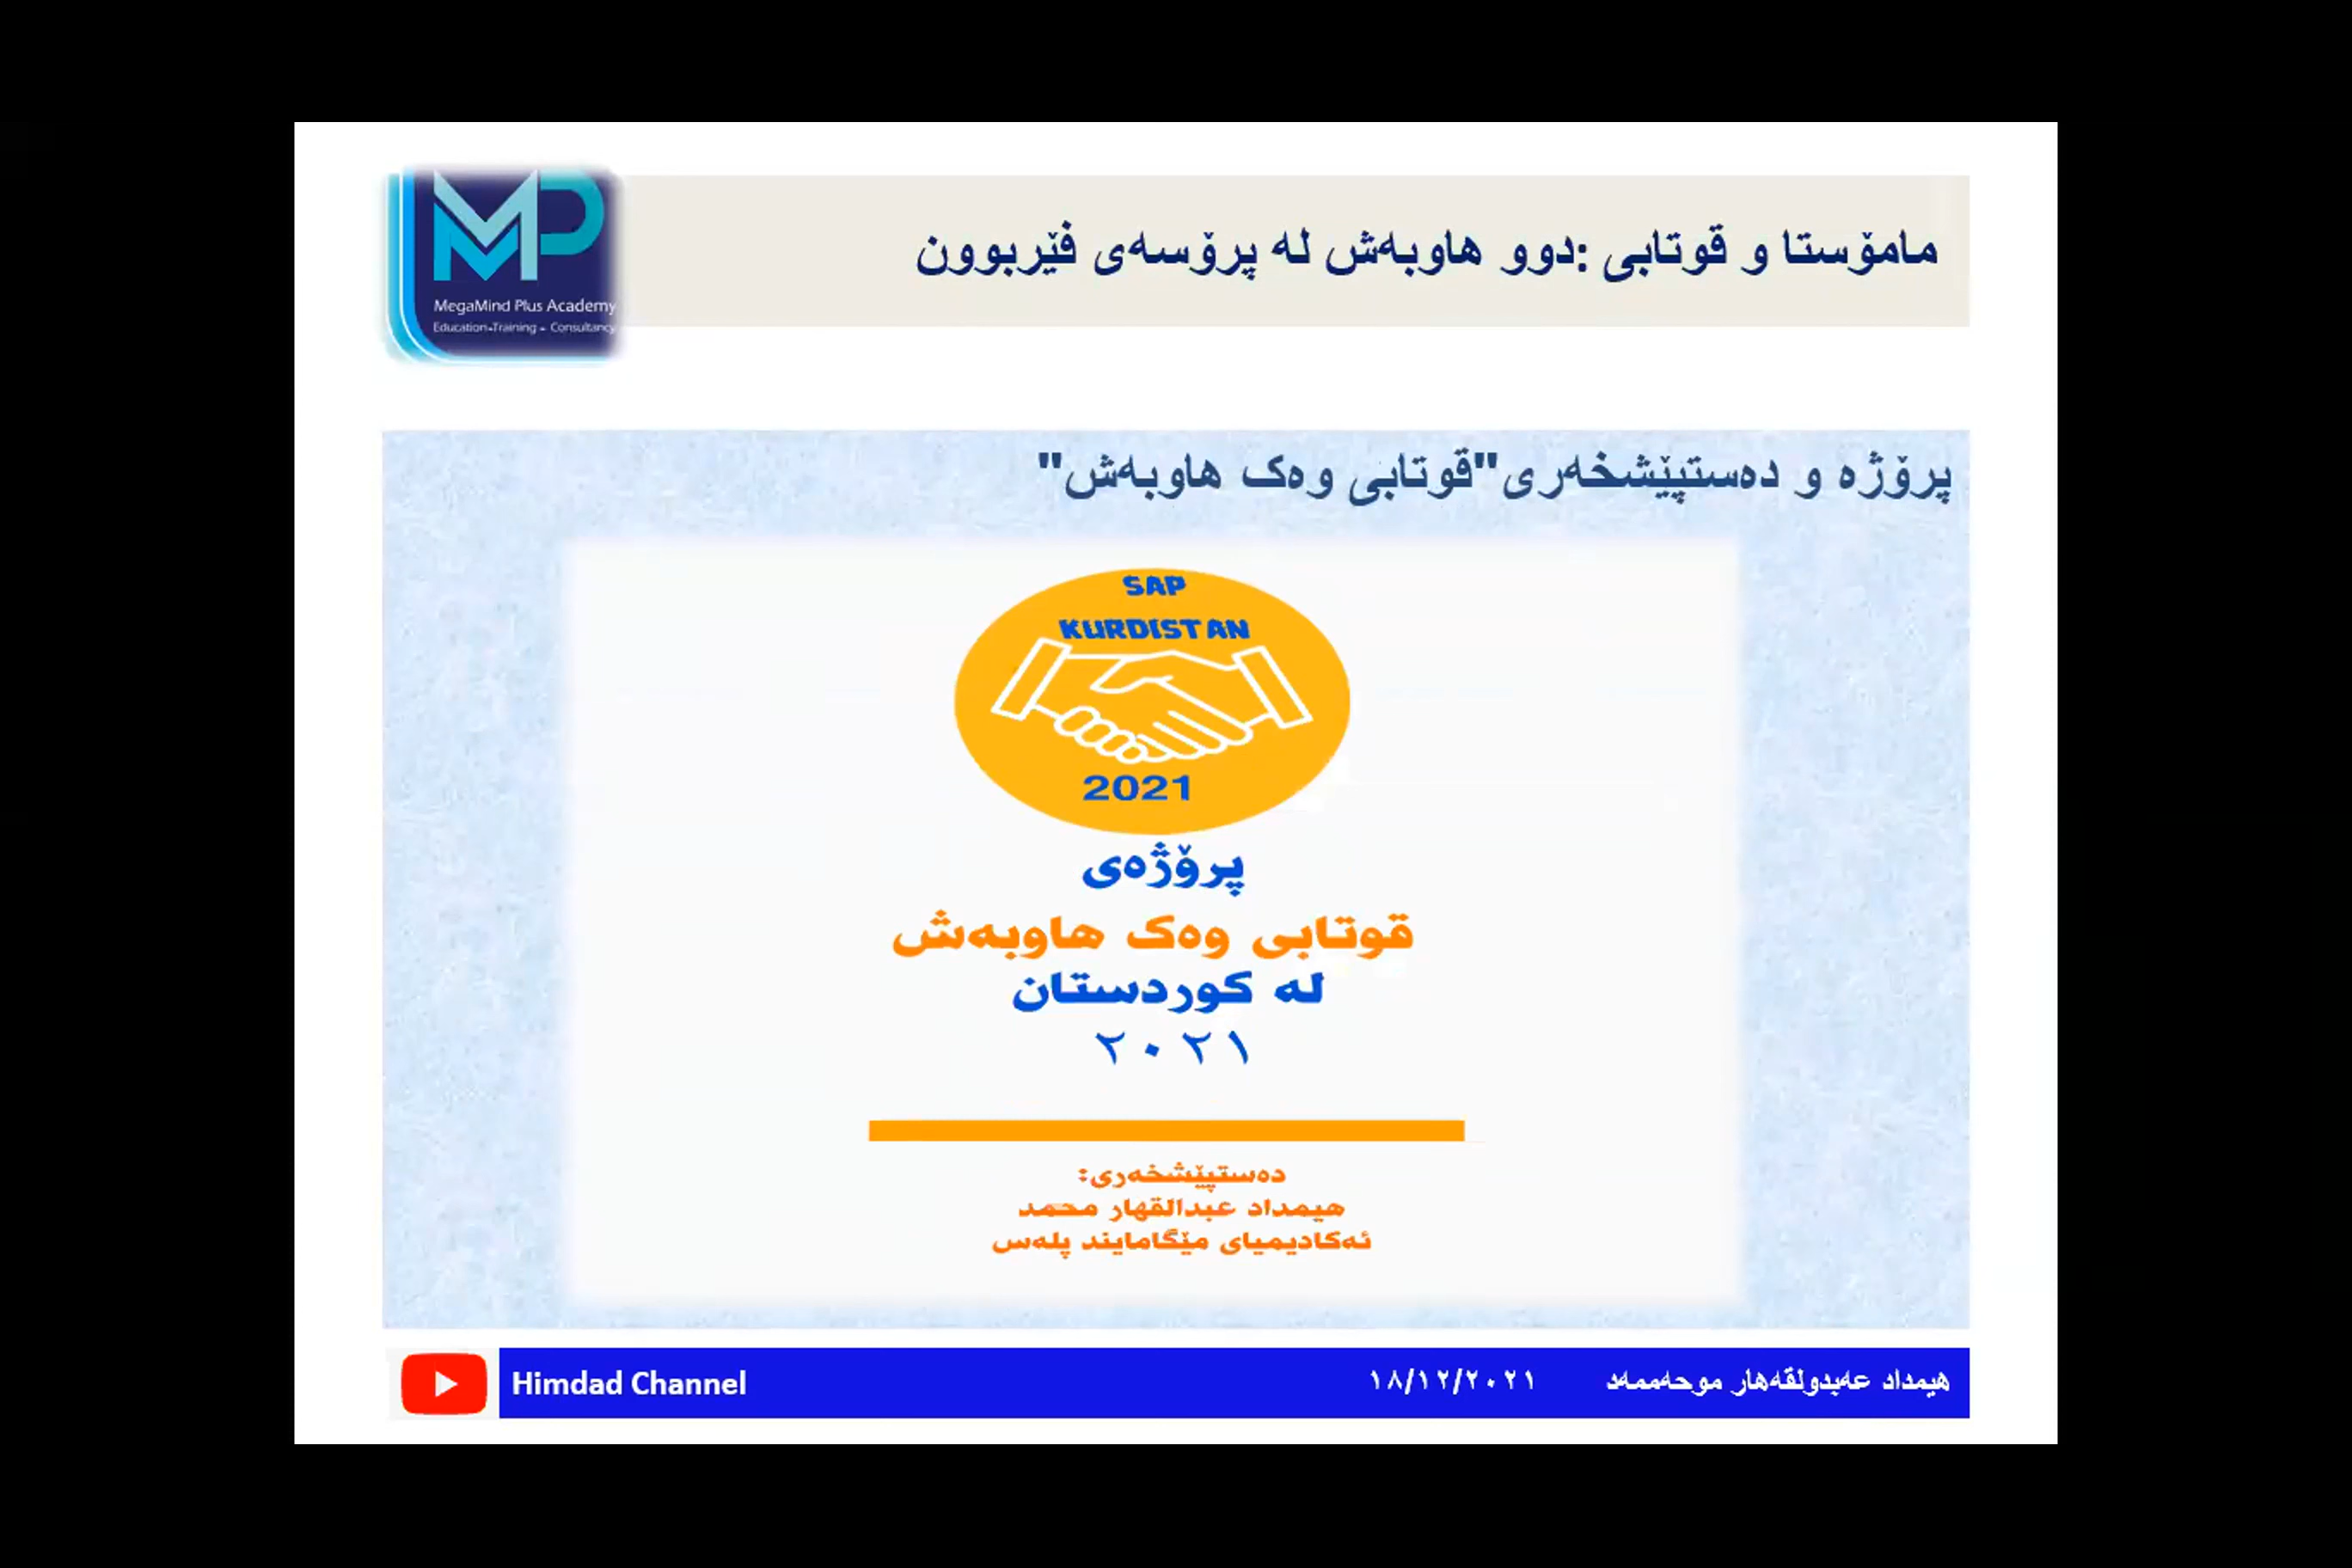 MP
MegaMind Plus Academy
Education-Training - Consultancy
مامۆستا و قوتابی :دوو هاوبەش لە پرۆسەی فێربوون
پرۆژە و دەستپێشخەری"قوتابی وەک هاوبەش"
SAP
KURDISTAN
2021
پرۆژەی
قوتابی وەک هاوبەش
لە کوردستان
٢٠٢١
دەستپێشخەری:
هیمداد عبدالقهار محمد
ئەکادیمیای مێگامایند پلەس
هیمداد عەبدولقەهار موحەممەد
١٨/١٢/٢٠٢١
Himdad Channel